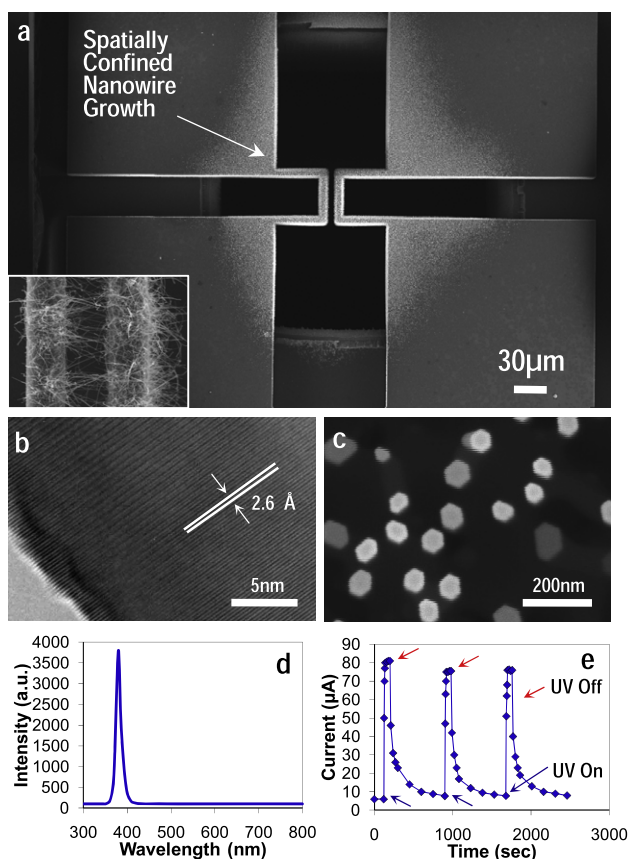 a
Spatially
Confined
Nanowire
Growth
30µm
b
2.6 Å
5nm
c
200nm
d
4000
3500
3000
2500
2000
1500
1000
500
0
Intensity (a.u.)
300 400 500 600 700 800
Wavelength (nm)
e
90
80
70
60
50
40
30
20
10
0
Current (µA)
UV Off
UV On
0 1000 2000 3000
Time (sec)